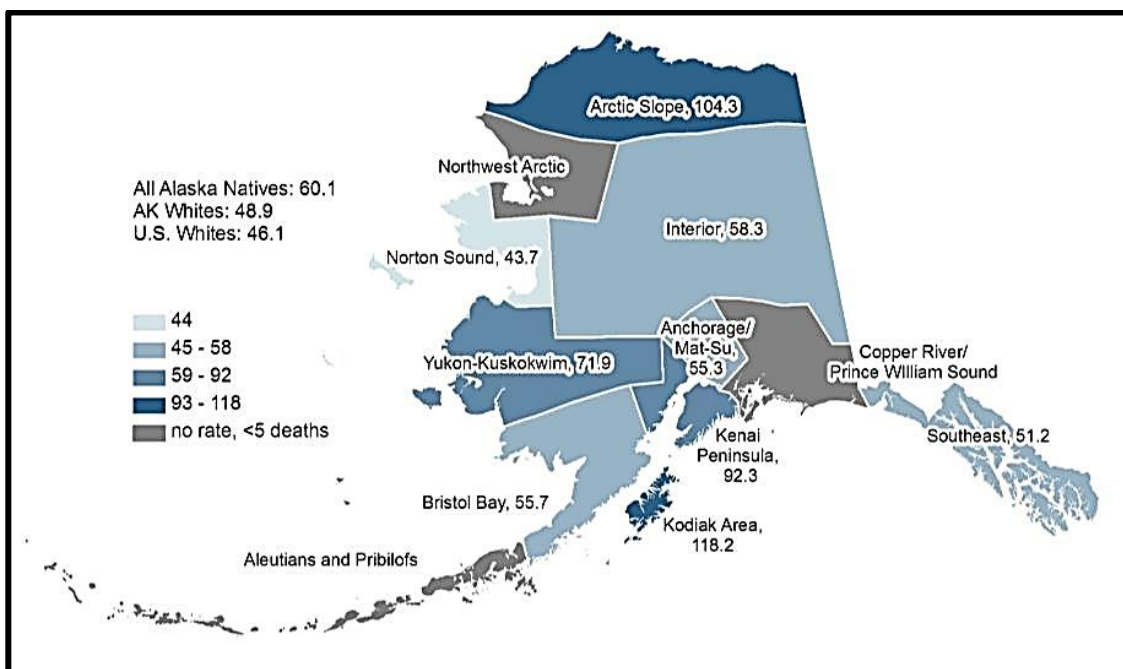 Arctic Slope, 104.3
Northwest Arctic
All Alaska Natives: 60.1
AK Whites: 48.9
U.S. Whites: 46.1
Interior, 58.3
Norton Sound, 43.7
44
45 - 58
59 - 92
93 - 118
no rate, <5 deaths
Anchorage/
Mat-Su,
55.3
Yukon-Kuskokwim, 71.9
Copper River/
Prince William Sound
Kenai
Peninsula,
92.3
Southeast, 51.2
Bristol Bay, 55.7
Kodiak Area,
118.2
Aleutians and Pribilofs